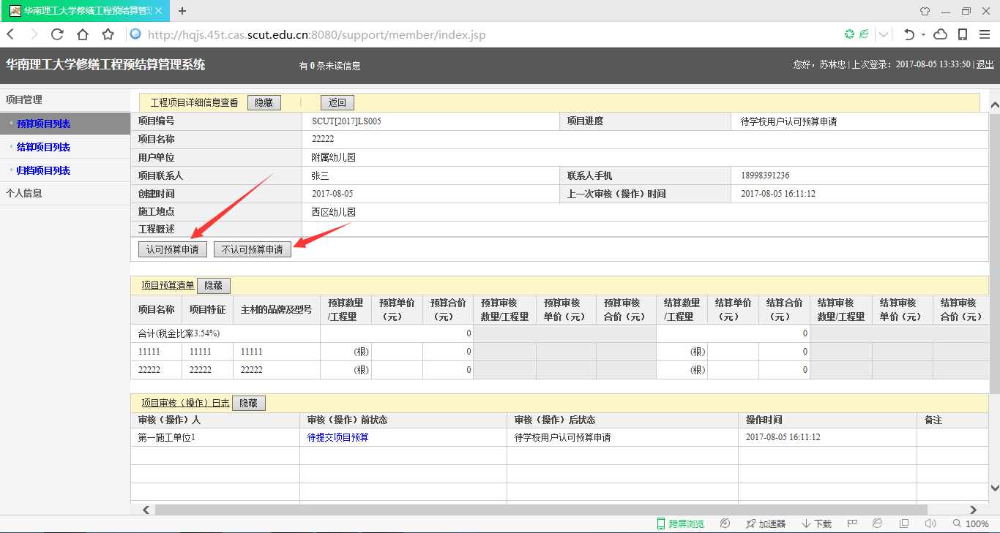 华南理工大学修缮工程预结算管理
http://hqjs.45t.cas.scut.edu.cn:8080/support/member/index.jsp
华南理工大学修缮工程预结算管理系统 有 0 条未读信息 您好，苏林忠 | 上次登录：2017-08-05 13:33:50 | 退出
项目管理
预算项目列表
结算项目列表
归档项目列表
个人信息
工程项目详细信息查看 隐藏 | 返回
项目编号 SCUT[2017]LS005 项目进度 待学校用户认可预算申请
项目名称 22222
用户单位 附属幼儿园
项目联系人 张三 联系人手机 18998391236
创建时间 2017-08-05 上一次审核（操作）时间 2017-08-05 16:11:12
施工地点 西区幼儿园
工程概述
认可预算申请 不认可预算申请
项目预算清单 隐藏
项目名称 项目特征 主材的品牌及型号 预算数量/工程量 预算单价（元） 预算合价（元） 预算审核数量/工程量 预算审核单价（元） 预算审核合价（元） 结算数量/工程量 结算单价（元） 结算合价（元） 结算审核数量/工程量 结算审核单价（元） 结算审核合价（元）
合计(税金比率3.54%) 0 0
11111 11111 11111 (根) 0 (根) 0
22222 22222 22222 (根) 0 (根) 0
项目审核（操作）日志 隐藏
审核（操作）人 审核（操作）前状态 审核（操作）后状态 操作时间 备注
第一施工单位1 待提交项目预算 待学校用户认可预算申请 2017-08-05 16:11:12
跨屏浏览 加速器 下载 100%